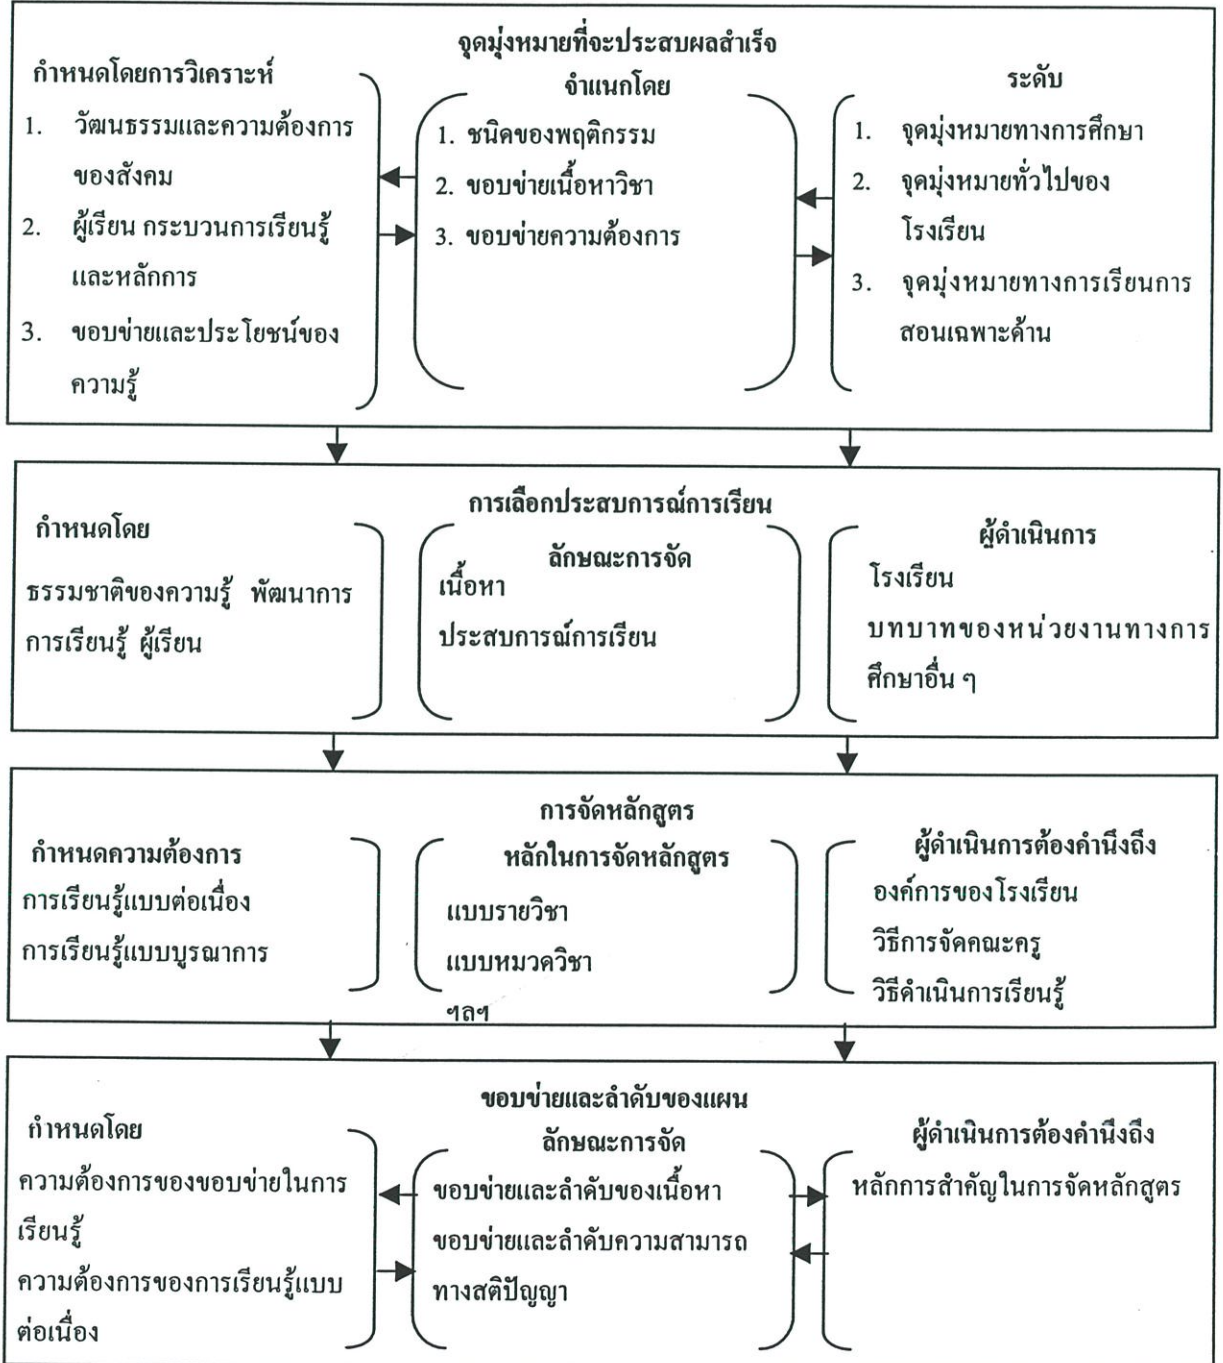 จุดมุ่งหมายที่จะประสบผลสำเร็จ
กำหนดโดยการวิเคราะห์
1. วัฒนธรรมและความต้องการ
ของสังคม
2. ผู้เรียน กระบวนการเรียนรู้
และหลักการ
3. ขอบข่ายและประโยชน์ของ
ความรู้
จำแนกโดย
1. ชนิดของพฤติกรรม
2. ขอบข่ายเนื้อหาวิชา
3. ขอบข่ายความต้องการ
ระดับ
1. จุดมุ่งหมายทางการศึกษา
2. จุดมุ่งหมายทั่วไปของ
โรงเรียน
3. จุดมุ่งหมายทางการเรียนการ
สอนเฉพาะด้าน
การเลือกประสบการณ์การเรียน
กำหนดโดย
ธรรมชาติของความรู้ พัฒนาการ
การเรียนรู้ ผู้เรียน
ลักษณะการจัด
เนื้อหา
ประสบการณ์การเรียน
ผู้ดำเนินการ
โรงเรียน
บทบาทของหน่วยงานทางการ
ศึกษาอื่น ๆ
การจัดหลักสูตร
กำหนดความต้องการ
การเรียนรู้แบบต่อเนื่อง
การเรียนรู้แบบบูรณาการ
หลักในการจัดหลักสูตร
แบบรายวิชา
แบบหมวดวิชา
ฯลฯ
ผู้ดำเนินการต้องคำนึงถึง
องค์การของโรงเรียน
วิธีการจัดคณะครู
วิธีดำเนินการเรียนรู้
ขอบข่ายและลำดับของแผน
กำหนดโดย
ความต้องการของขอบข่ายในการ
เรียนรู้
ความต้องการของการเรียนรู้แบบ
ต่อเนื่อง
ลักษณะการจัด
ขอบข่ายและลำดับของเนื้อหา
ขอบข่ายและลำดับความสามารถ
ทางสติปัญญา
ผู้ดำเนินการต้องคำนึงถึง
หลักการสำคัญในการจัดหลักสูตร